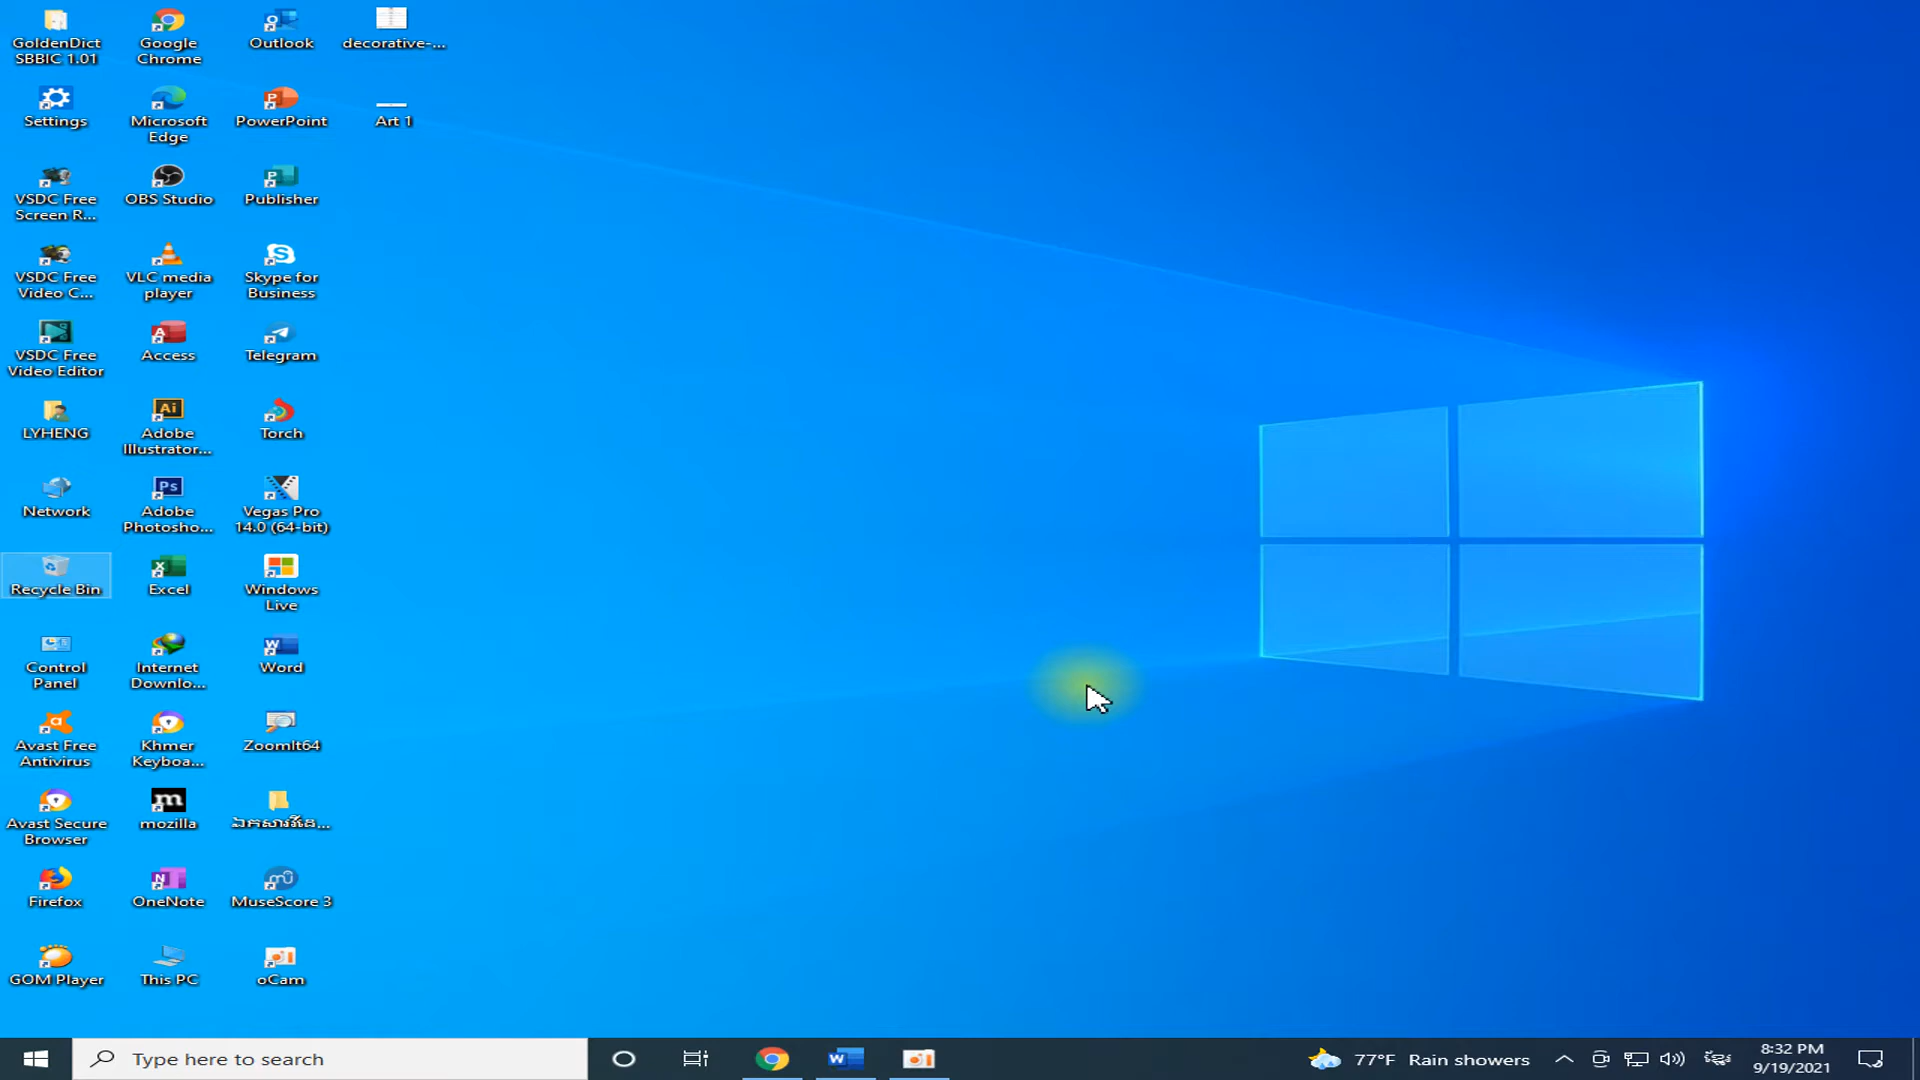 GoldenDict
SBBIC 1.01
Google
Chrome
Outlook
decorative-...
Settings
Microsoft
Edge
PowerPoint
Art 1
VSDC Free
Screen R...
OBS Studio
Publisher
VSDC Free
Video C...
VLC media
player
Skype for
Business
VSDC Free
Video Editor
Access
Telegram
LYHENG
Adobe
Illustrator...
Torch
Network
Adobe
Photosho...
Vegas Pro
14.0 (64-bit)
Recycle Bin
Excel
Windows
Live
Control
Panel
Internet
Downlo...
Word
Avast Free
Antivirus
Khmer
Keyboa...
ZoomIt64
Avast Secure
Browser
mozilla
Firefox
OneNote
MuseScore 3
GOM Player
This PC
oCam
Type here to search
77°F Rain showers
8:32 PM
9/19/2021